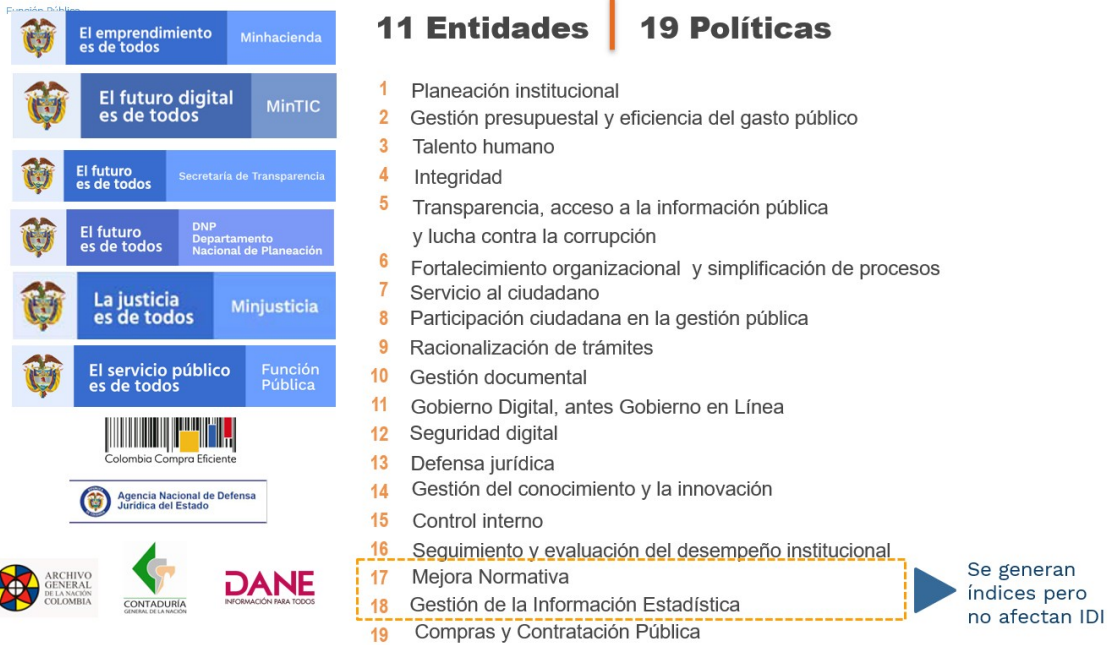 Función Pública
El emprendimiento
es de todos
Minhacienda
El futuro digital
es de todos
MinTIC
El futuro
es de todos
Secretaría de Transparencia
El futuro
es de todos
DNP
Departamento
Nacional de Planeación
La justicia
es de todos
Minjusticia
El servicio público
es de todos
Función
Pública
Colombia Compra Eficiente
Agencia Nacional de Defensa
Jurídica del Estado
ARCHIVO
GENERAL
DE LA NACIÓN
COLOMBIA
CONTADURÍA
GENERAL DE LA NACIÓN
DANE
INFORMACIÓN PARA TODOS
11 Entidades
19 Políticas
1 Planeación institucional
2 Gestión presupuestal y eficiencia del gasto público
3 Talento humano
4 Integridad
5 Transparencia, acceso a la información pública
y lucha contra la corrupción
6 Fortalecimiento organizacional y simplificación de procesos
7 Servicio al ciudadano
8 Participación ciudadana en la gestión pública
9 Racionalización de trámites
10 Gestión documental
11 Gobierno Digital, antes Gobierno en Línea
12 Seguridad digital
13 Defensa jurídica
14 Gestión del conocimiento y la innovación
15 Control interno
16 Seguimiento y evaluación del desempeño institucional
17 Mejora Normativa
18 Gestión de la Información Estadística
19 Compras y Contratación Pública
Se generan
índices pero
no afectan IDI